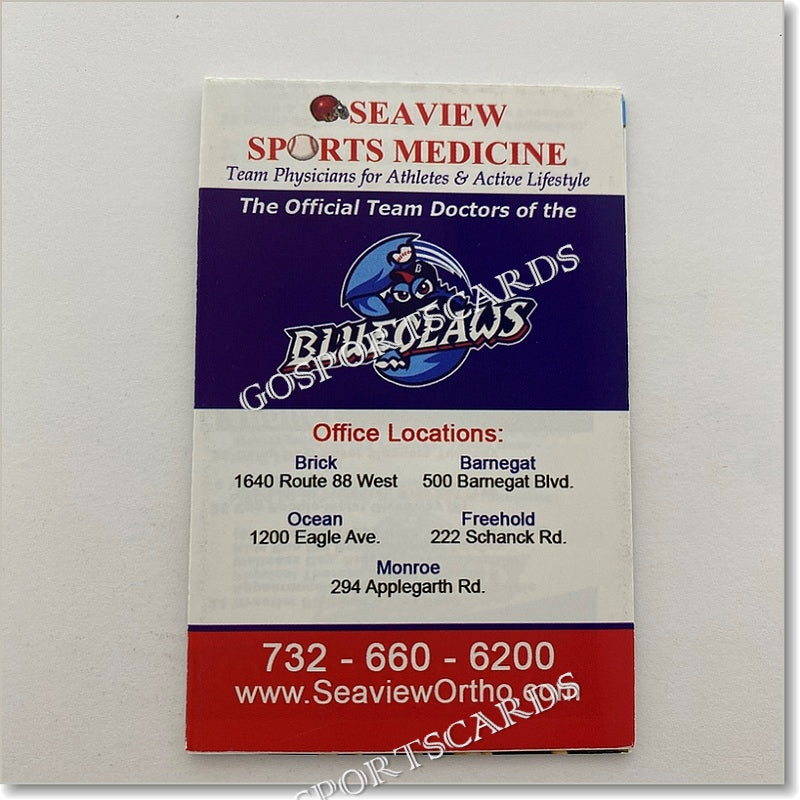 SEAVIEW
SPORTS MEDICINE
Team Physicians for Athletes & Active Lifestyle
The Official Team Doctors of the
BLUECLAWS
GOSPORTSCARDS
Office Locations:
Brick
1640 Route 88 West
Barnegat
500 Barnegat Blvd.
Ocean
1200 Eagle Ave.
Freehold
222 Schanck Rd.
Monroe
294 Applegarth Rd.
732 - 660 - 6200
www.SeaviewOrtho.com
SPORTSCARDS